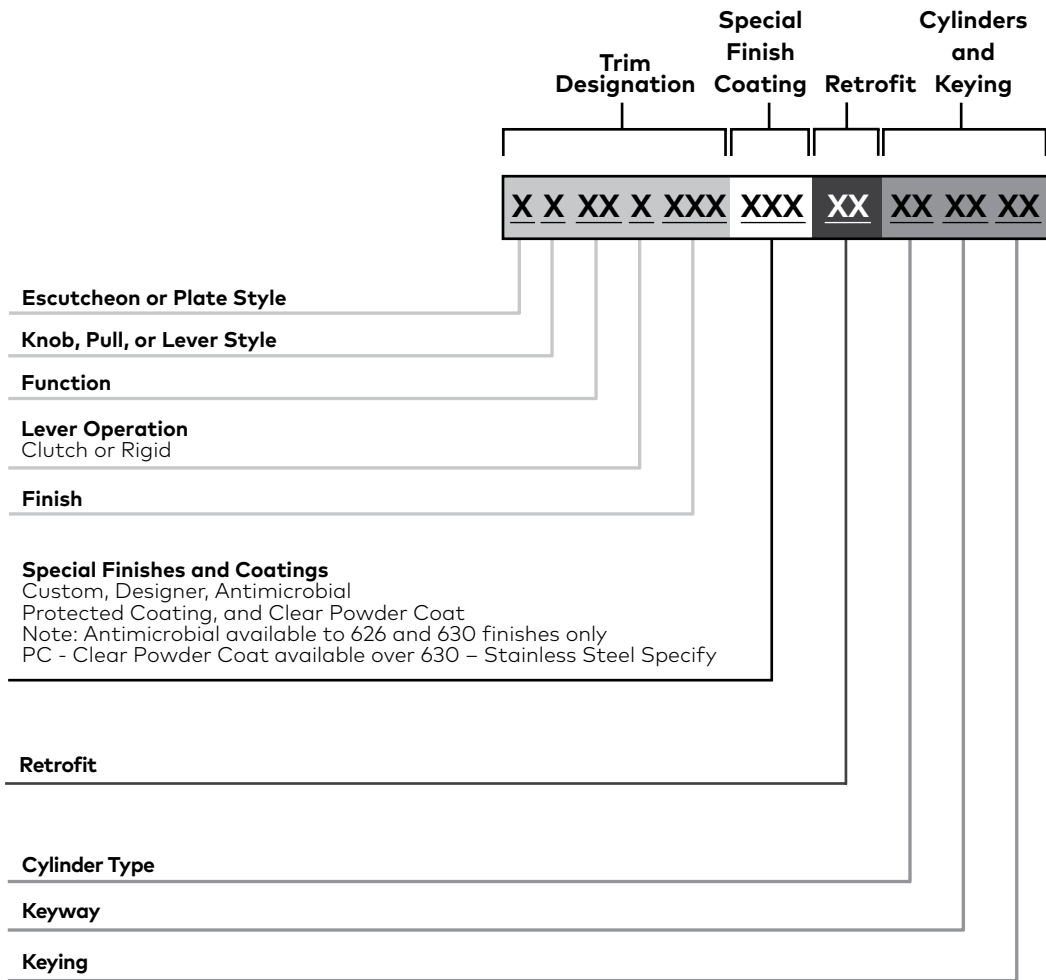 Trim
Designation
Special
Finish
Coating
Retrofit
Cylinders
and
Keying
X X XX X XXX XXX XX XX XX XX
Escutcheon or Plate Style
Knob, Pull, or Lever Style
Function
Lever Operation
Clutch or Rigid
Finish
Special Finishes and Coatings
Custom, Designer, Antimicrobial
Protected Coating, and Clear Powder Coat
Note: Antimicrobial available to 626 and 630 finishes only
PC - Clear Powder Coat available over 630 – Stainless Steel Specify
Retrofit
Cylinder Type
Keyway
Keying